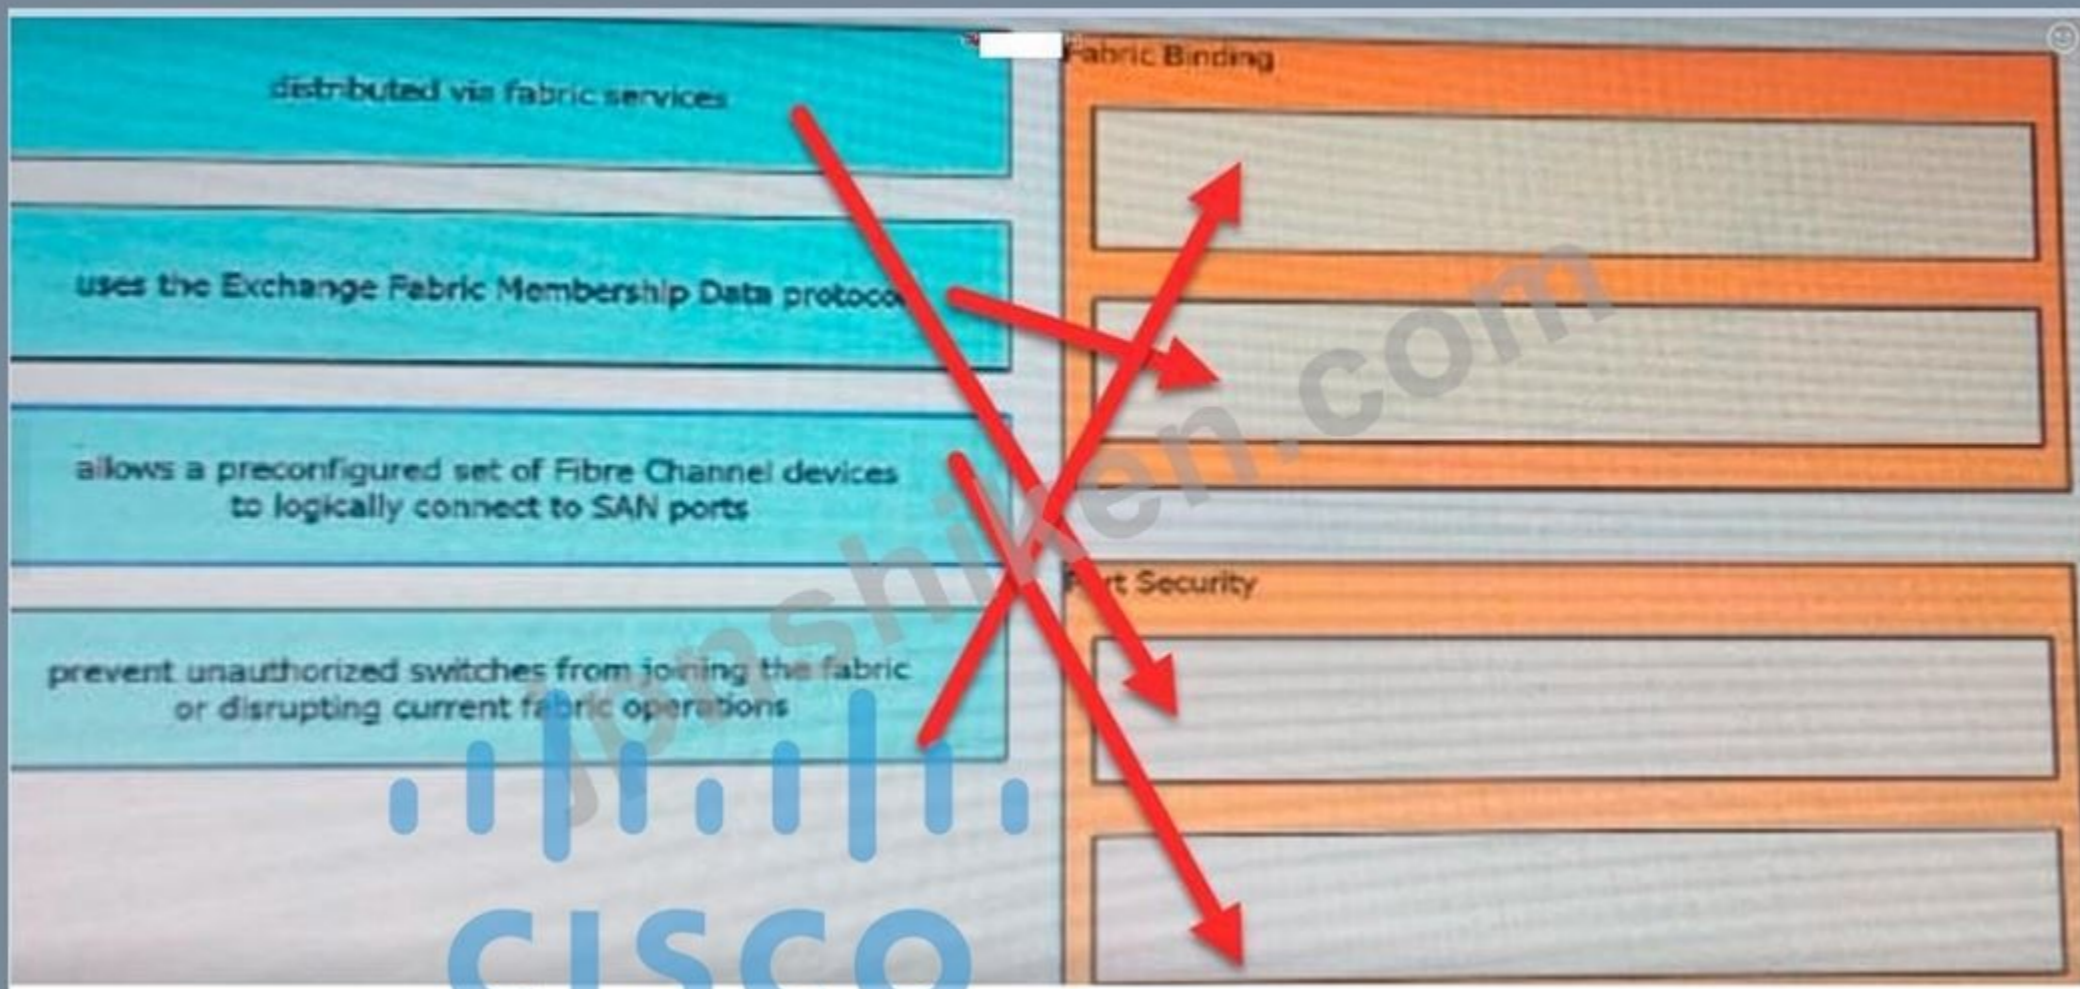 distributed via fabric services
uses the Exchange Fabric Membership Data protocol
allows a preconfigured set of Fibre Channel devices
to logically connect to SAN ports
prevent unauthorized switches from joining the fabric
or disrupting current fabric operations
Fabric Binding
Port Security
jpnshiken.com
CISCO